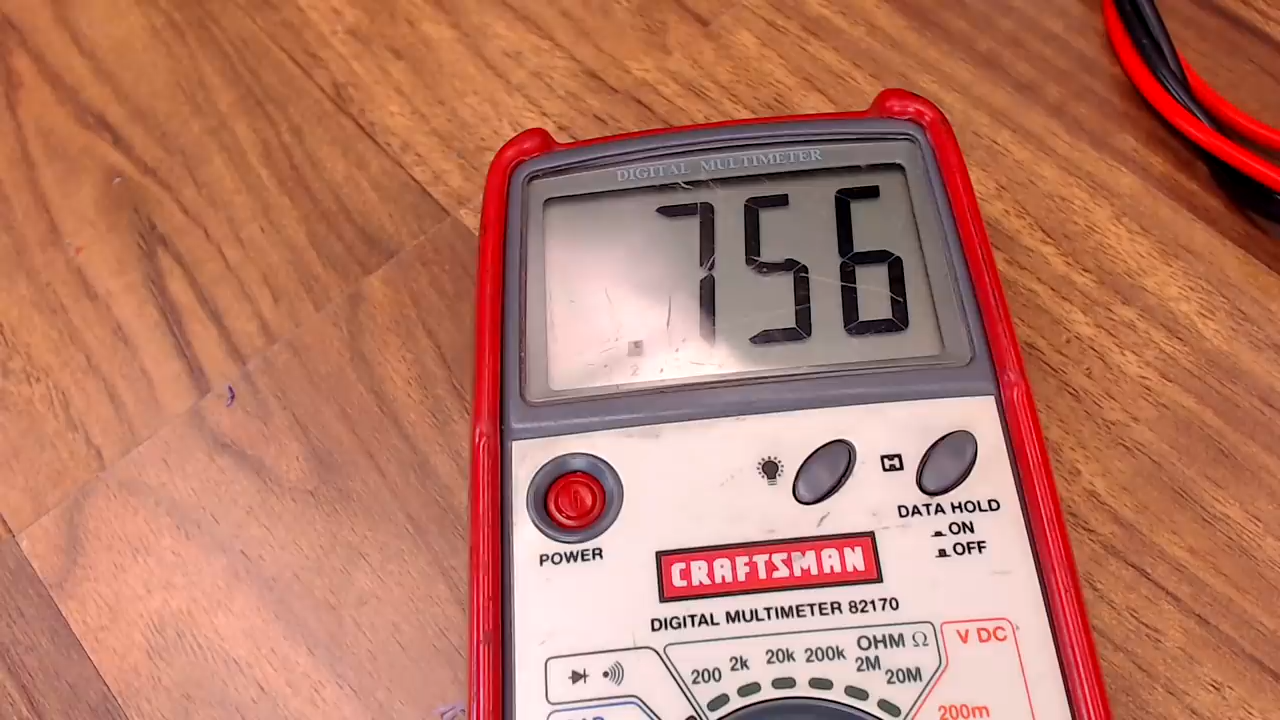 DIGITAL MULTIMETER
756
2
POWER
DATA HOLD
ON
OFF
CRAFTSMAN
DIGITAL MULTIMETER 82170
OHM Ω
200 2k 20k 200k 2M 20M
V DC
200m